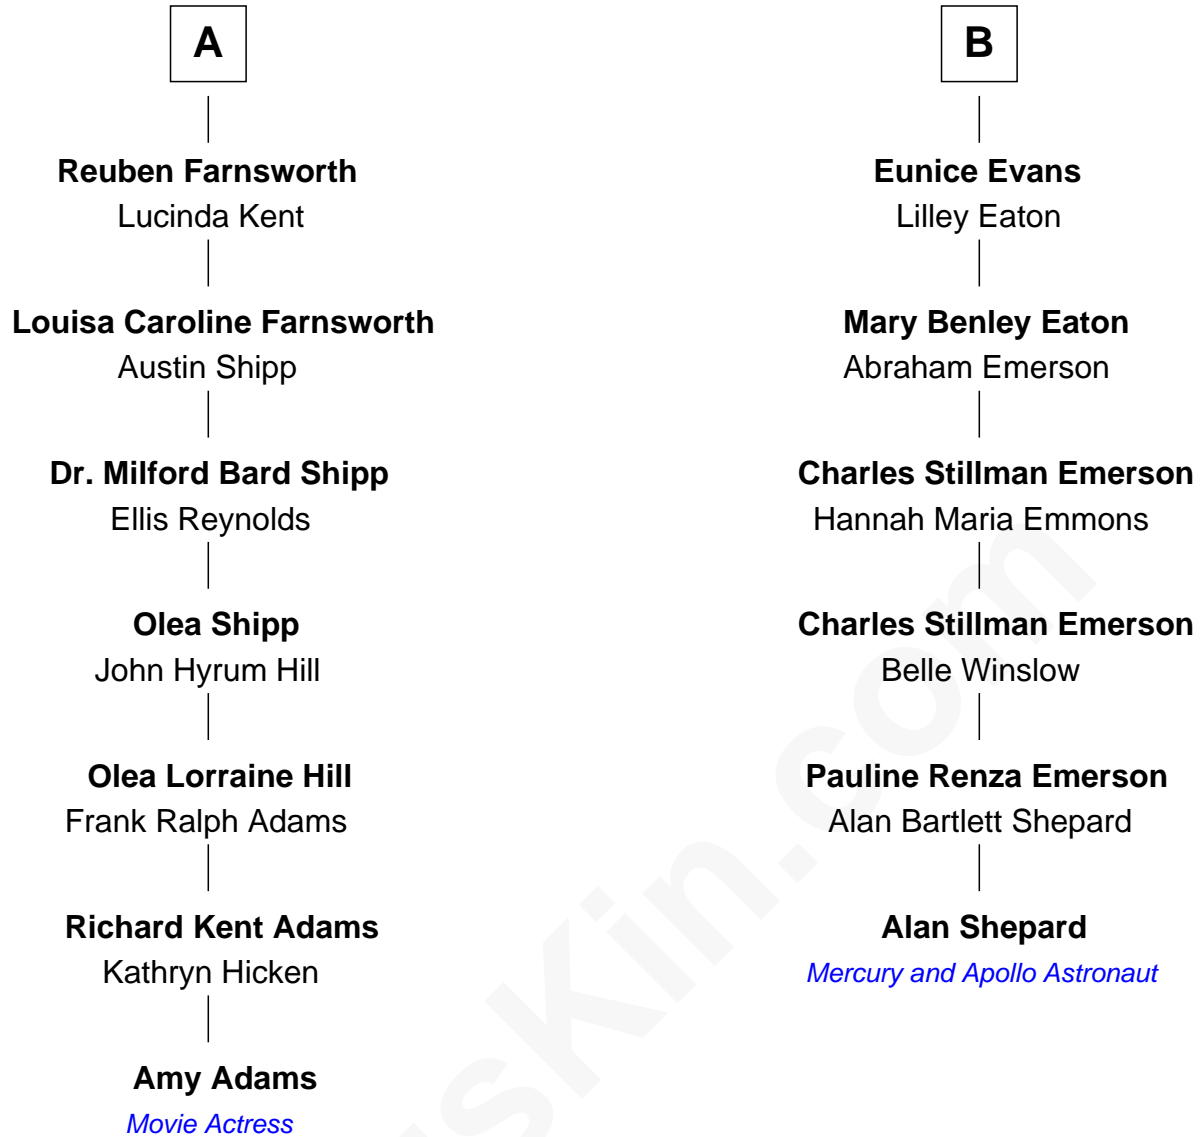 A
Reuben Farnsworth
Lucinda Kent
Louisa Caroline Farnsworth
Austin Shipp
Dr. Milford Bard Shipp
Ellis Reynolds
Olea Shipp
John Hyrum Hill
Olea Lorraine Hill
Frank Ralph Adams
Richard Kent Adams
Kathryn Hicken
Amy Adams
Movie Actress
B
Eunice Evans
Lilley Eaton
Mary Benley Eaton
Abraham Emerson
Charles Stillman Emerson
Hannah Maria Emmons
Charles Stillman Emerson
Belle Winslow
Pauline Renza Emerson
Alan Bartlett Shepard
Alan Shepard
Mercury and Apollo Astronaut
usKin.com